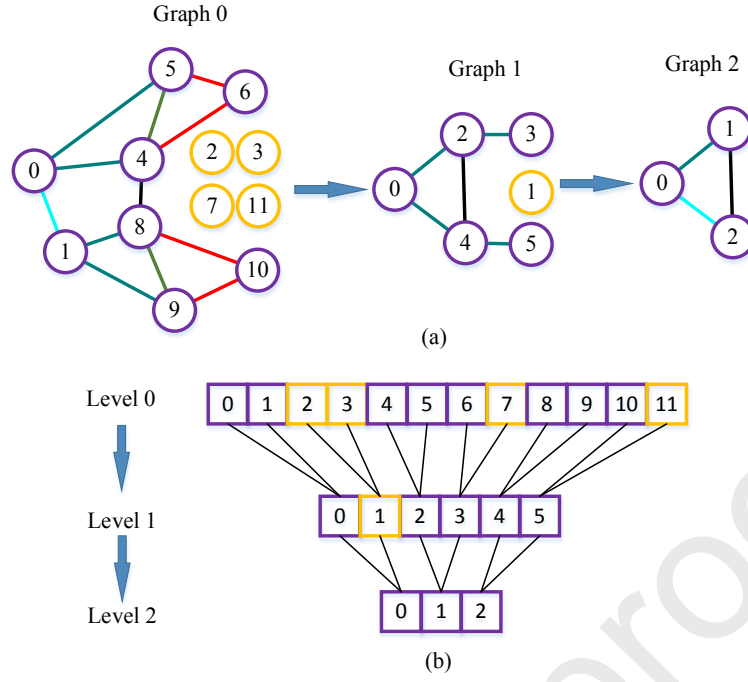 Graph 0
Graph 1
Graph 2
5
6
4
2 3
0
7 11
8
1
10
9
2 3
0
1
4 5
1
0
2
(a)
Level 0
0 1 2 3 4 5 6 7 8 9 10 11
Level 1
0 1 2 3 4 5
Level 2
0 1 2
(b)